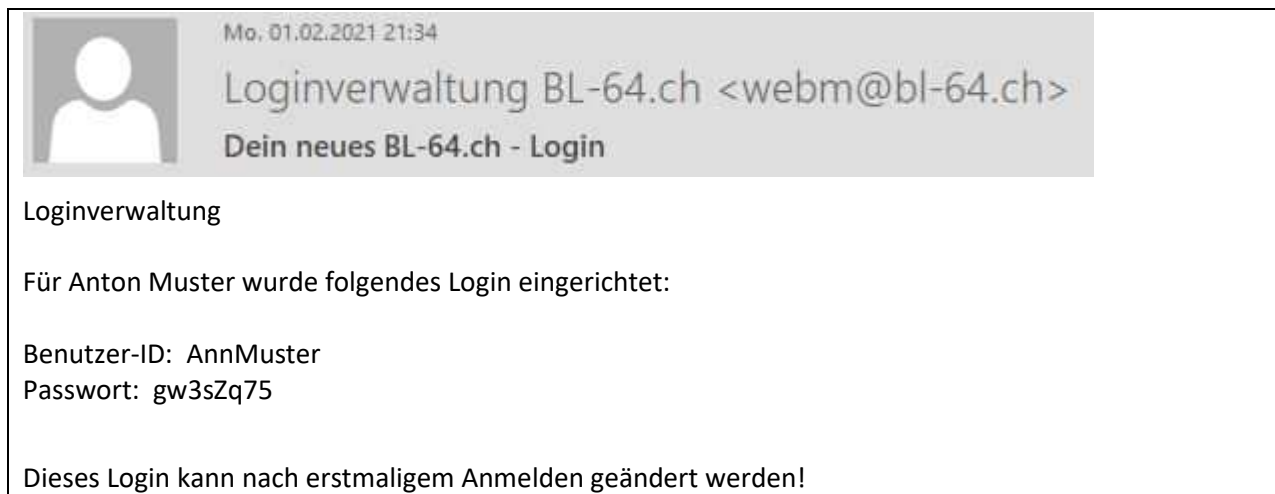 Mo. 01.02.2021 21:34
Loginverwaltung BL-64.ch <webm@bl-64.ch>
Dein neues BL-64.ch - Login
Loginverwaltung
Für Anton Muster wurde folgendes Login eingerichtet:
Benutzer-ID: AnnMuster
Passwort: gw3sZq75
Dieses Login kann nach erstmaligem Anmelden geändert werden!